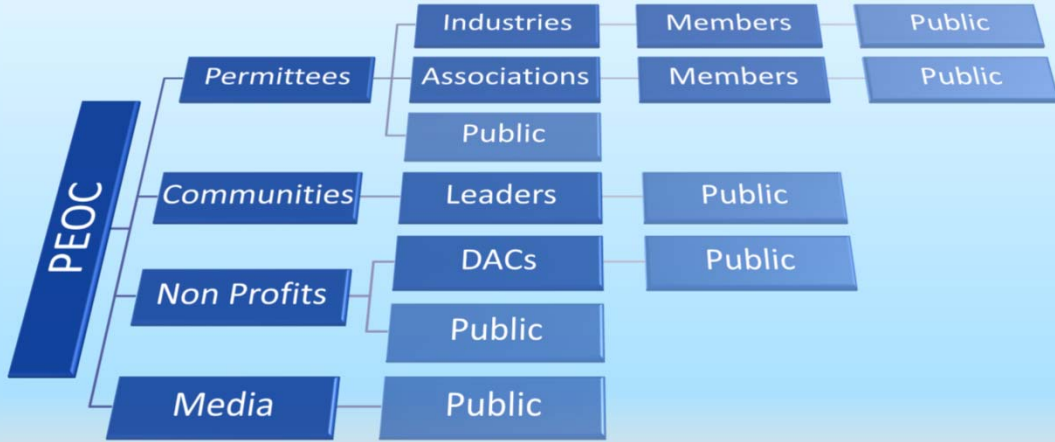 PEOC
Permittees
Industries
Members
Public
Associations
Members
Public
Public
Communities
Leaders
Public
Non Profits
DACs
Public
Public
Media
Public